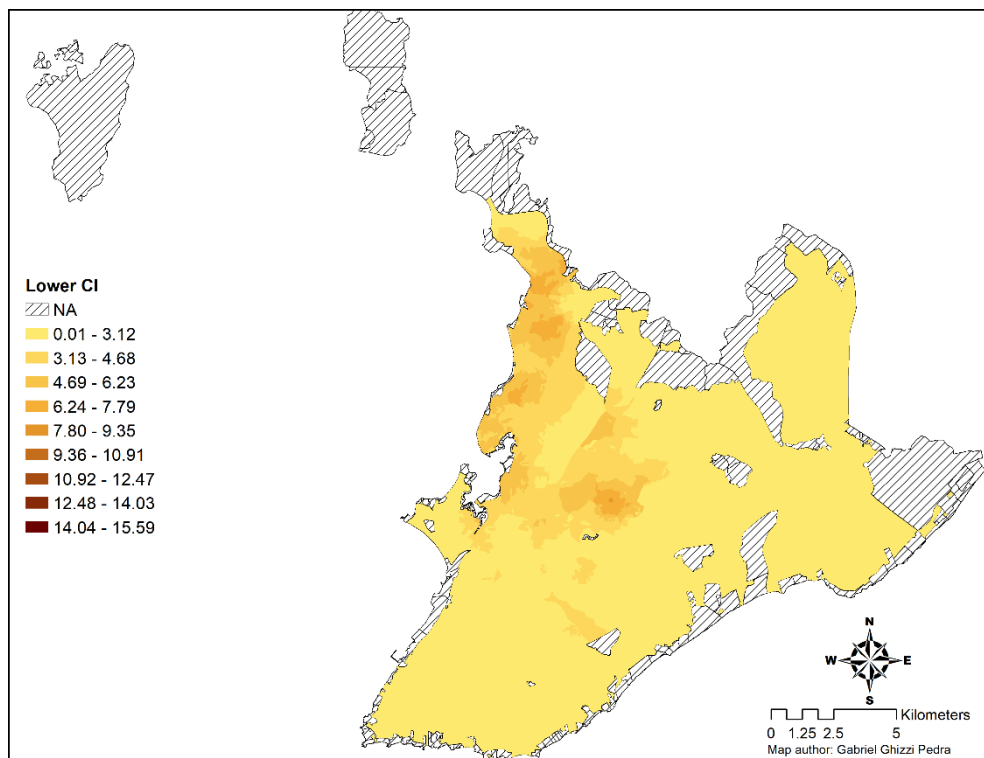 Lower CI
NA
0.01 - 3.12
3.13 - 4.68
4.69 - 6.23
6.24 - 7.79
7.80 - 9.35
9.36 - 10.91
10.92 - 12.47
12.48 - 14.03
14.04 - 15.59
N
W E
S
Kilometers
0 1.25 2.5 5
Map author: Gabriel Ghizzi Pedra